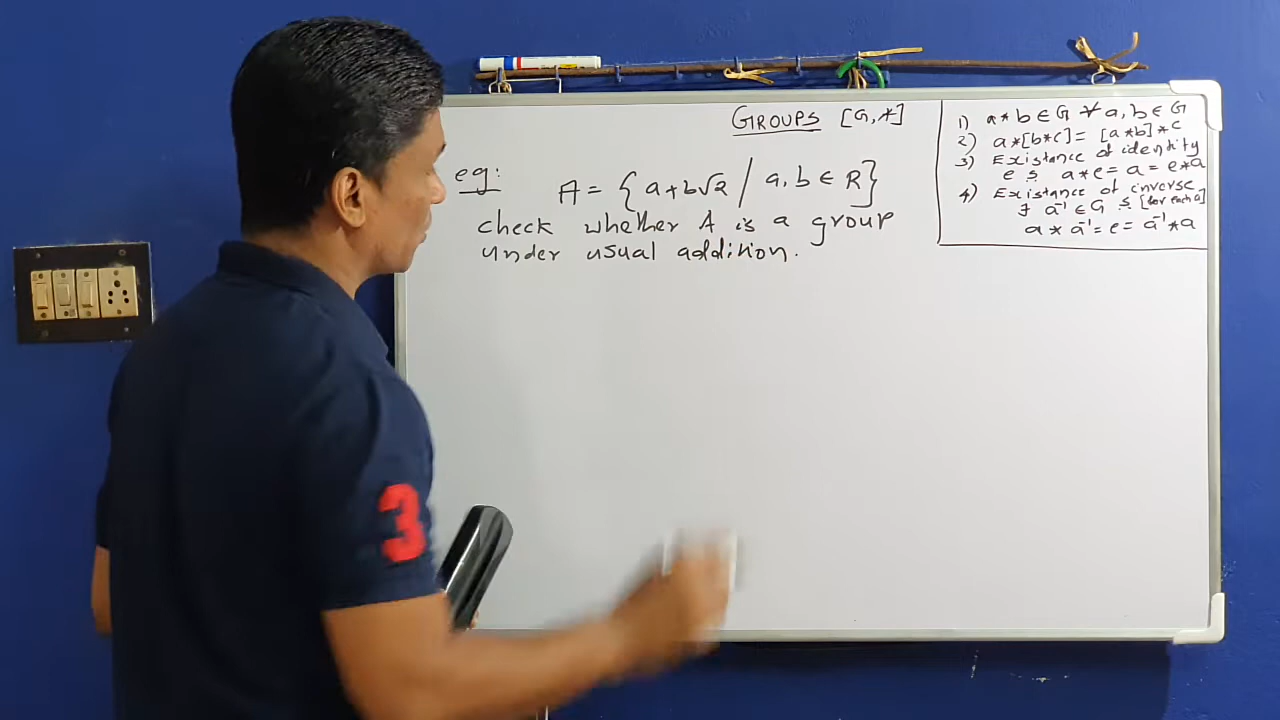 GROUPS [G,*]
eg:
A = { a+b√2 / a, b ∈ R }
check whether A is a group
under usual addition.
1) a * b ∈ G ∀ a, b ∈ G
2) a*[b*c] = [a*b]*c
3) Existance of identity
e s a*e = a = e*a
4) Existance of inverse
∃ a⁻¹ ∈ G s [for each a]
a * a⁻¹ = e = a⁻¹ * a
3